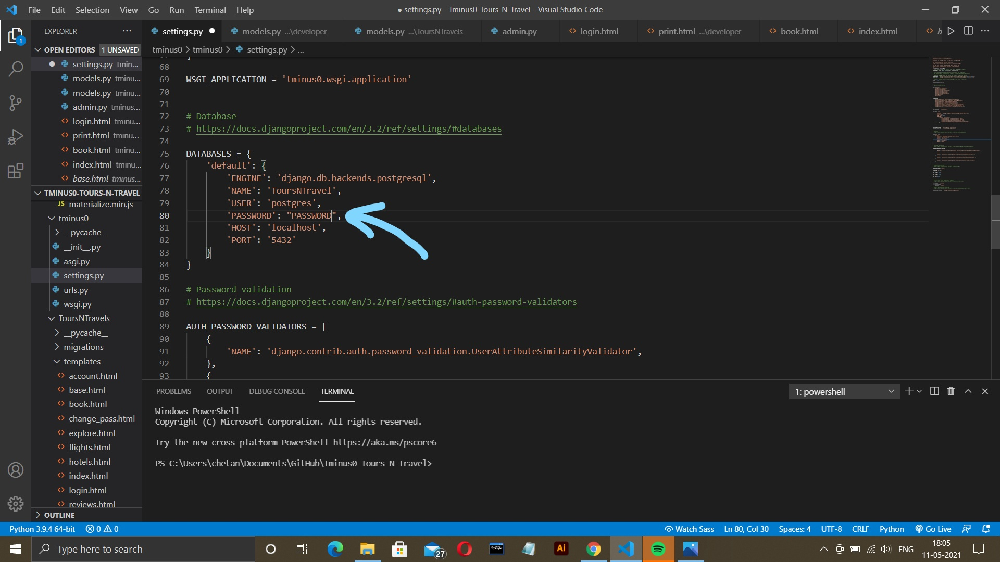 File Edit Selection View Go Run Terminal Help
● settings.py - Tminus0-Tours-N-Travel - Visual Studio Code
EXPLORER ...
settings.py
models.py ...\developer
models.py ...\ToursNTravels
admin.py
login.html
print.html ...\developer
book.html
index.html
b
1
OPEN EDITORS 1 UNSAVED
settings.py tmin...
models.py tminu...
models.py tminu...
admin.py tminus...
login.html tminu...
print.html tminu...
book.html tminu...
index.html tminu...
base.html tminus...
TMINUS0-TOURS-N-TRAVEL
JS materialize.min.js
tminus0
__pycache__
__init__.py
asgi.py
settings.py
urls.py
wsgi.py
ToursNTravels
__pycache__
migrations
templates
account.html
base.html
book.html
change_pass.html
explore.html
flights.html
hotels.html
index.html
login.html
reviews.html
OUTLINE
tminus0 > tminus0 > settings.py > ...
]
68
69 WSGI_APPLICATION = 'tminus0.wsgi.application'
70
71
72 # Database
73 # https://docs.djangoproject.com/en/3.2/ref/settings/#databases
74
75 DATABASES = {
76 'default': {
77 'ENGINE': 'django.db.backends.postgresql',
78 'NAME': 'ToursNTravel',
79 'USER': 'postgres',
80 'PASSWORD': "PASSWORD",
81 'HOST': 'localhost',
82 'PORT': '5432'
83 }
84 }
85
86 # Password validation
87 # https://docs.djangoproject.com/en/3.2/ref/settings/#auth-password-validators
88
89 AUTH_PASSWORD_VALIDATORS = [
90 {
91 'NAME': 'django.contrib.auth.password_validation.UserAttributeSimilarityValidator',
92 },
93 {
PROBLEMS OUTPUT DEBUG CONSOLE TERMINAL
1: powershell
Windows PowerShell
Copyright (C) Microsoft Corporation. All rights reserved.
Try the new cross-platform PowerShell https://aka.ms/pscore6
PS C:\Users\chetan\Documents\GitHub\Tminus0-Tours-N-Travel>
Python 3.9.4 64-bit 0 0
Watch Sass Ln 80, Col 30 Spaces: 4 UTF-8 CRLF Python Go Live
Type here to search
27
MySQL
Ai
ENG
18:05
11-05-2021